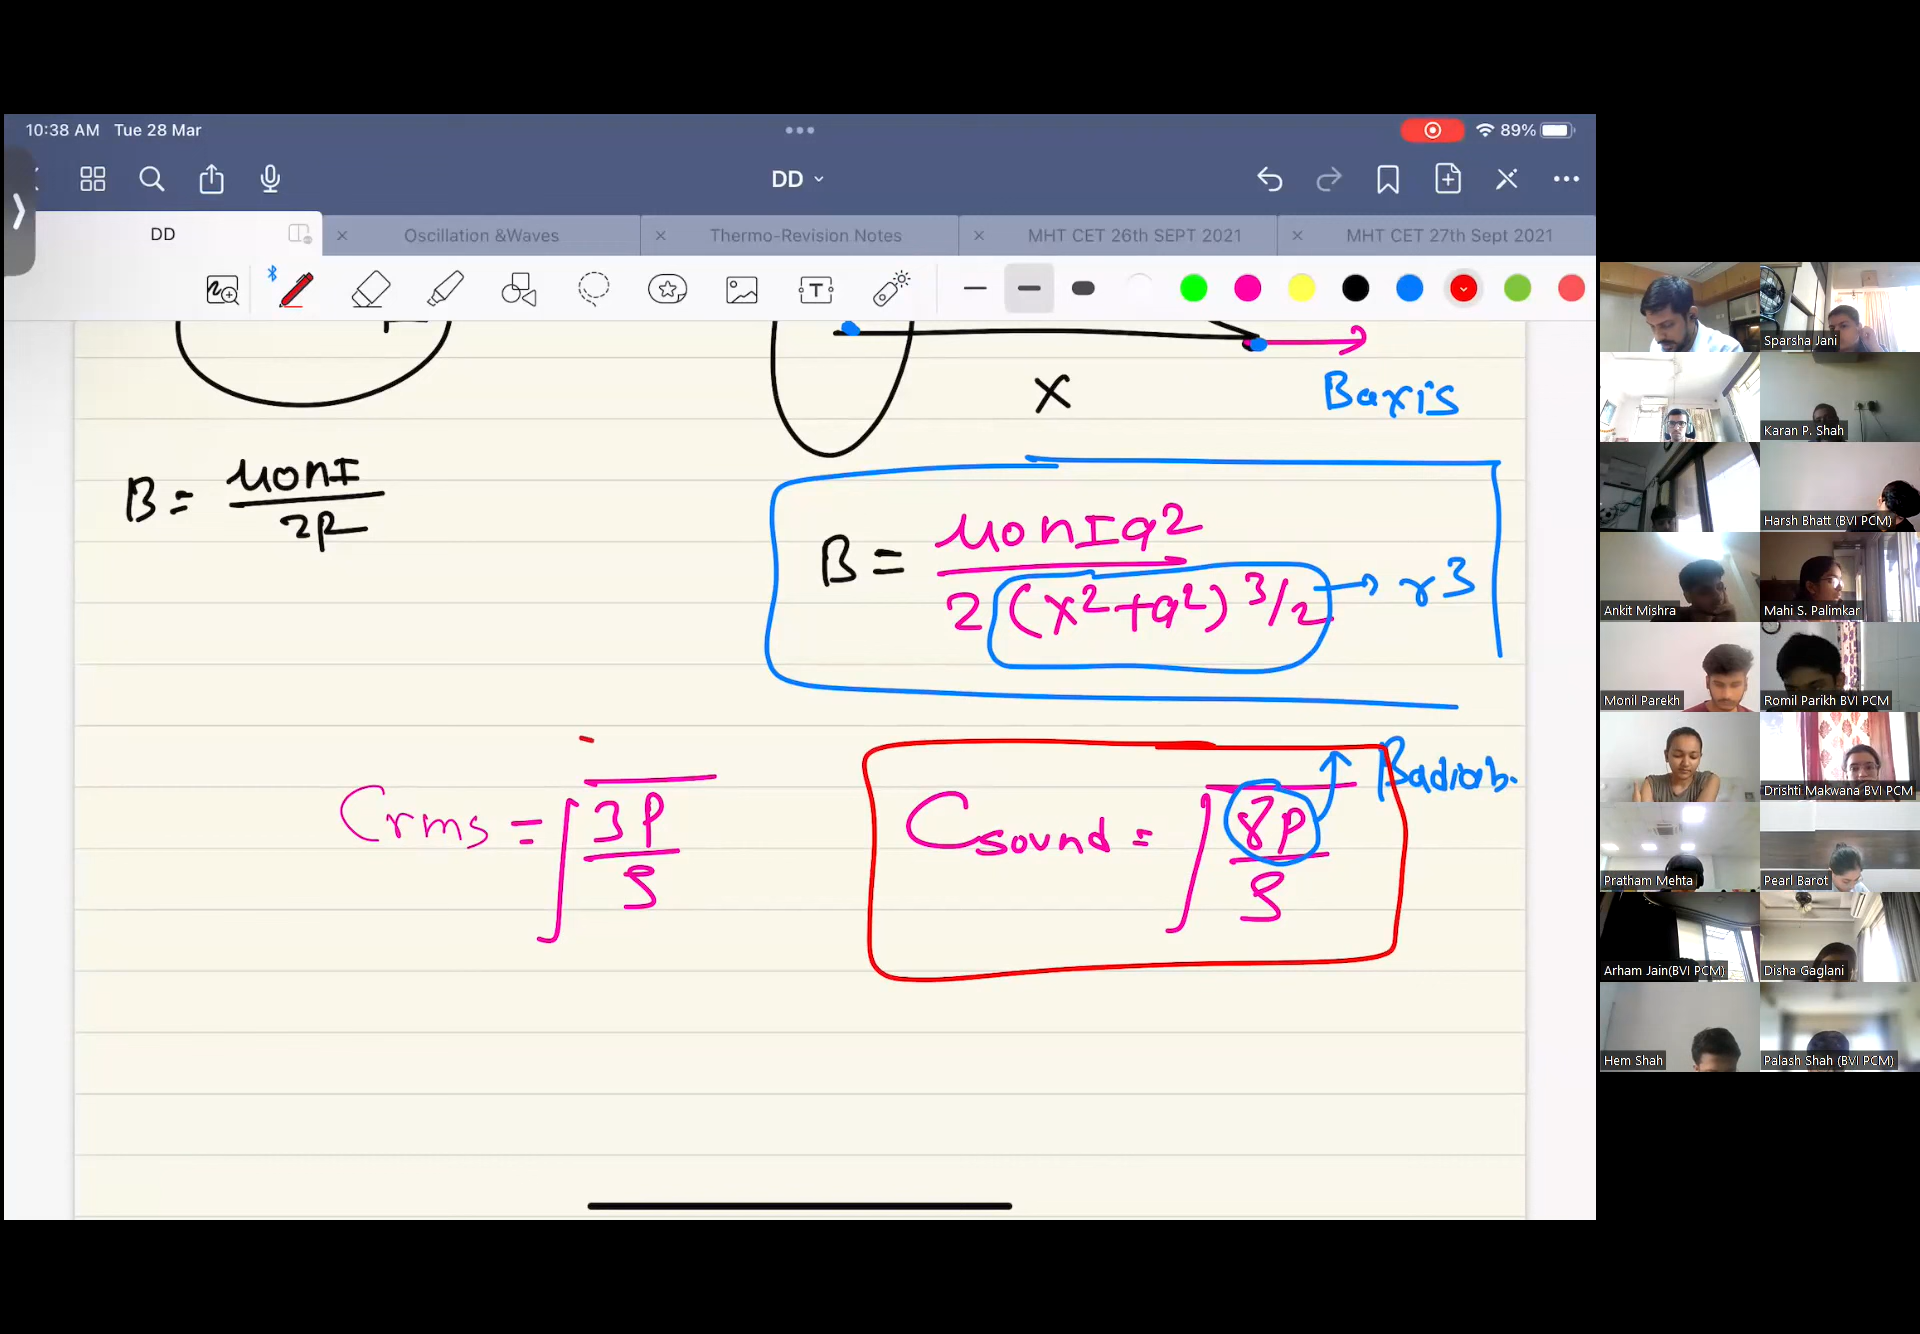 10:38 AM Tue 28 Mar
89%
DD
DD
Oscillation &Waves
Thermo-Revision Notes
MHT CET 26th SEPT 2021
MHT CET 27th Sept 2021
T
x
Baxis
B = μ0nI / 2R
B = μ0nIa2 / 2(x2+a2)3/2 → r3
Crms = √3P/ρ
Csound = √γP/ρ
Badiab.
Sparsha Jani
Karan P. Shah
Harsh Bhatt (BVI PCM)
Ankit Mishra
Mahi S. Palimkar
Monil Parekh
Romil Parikh BVI PCM
Drishti Makwana BVI PCM
Pratham Mehta
Pearl Barot
Arham Jain(BVI PCM)
Disha Gaglani
Hem Shah
Palash Shah (BVI PCM)